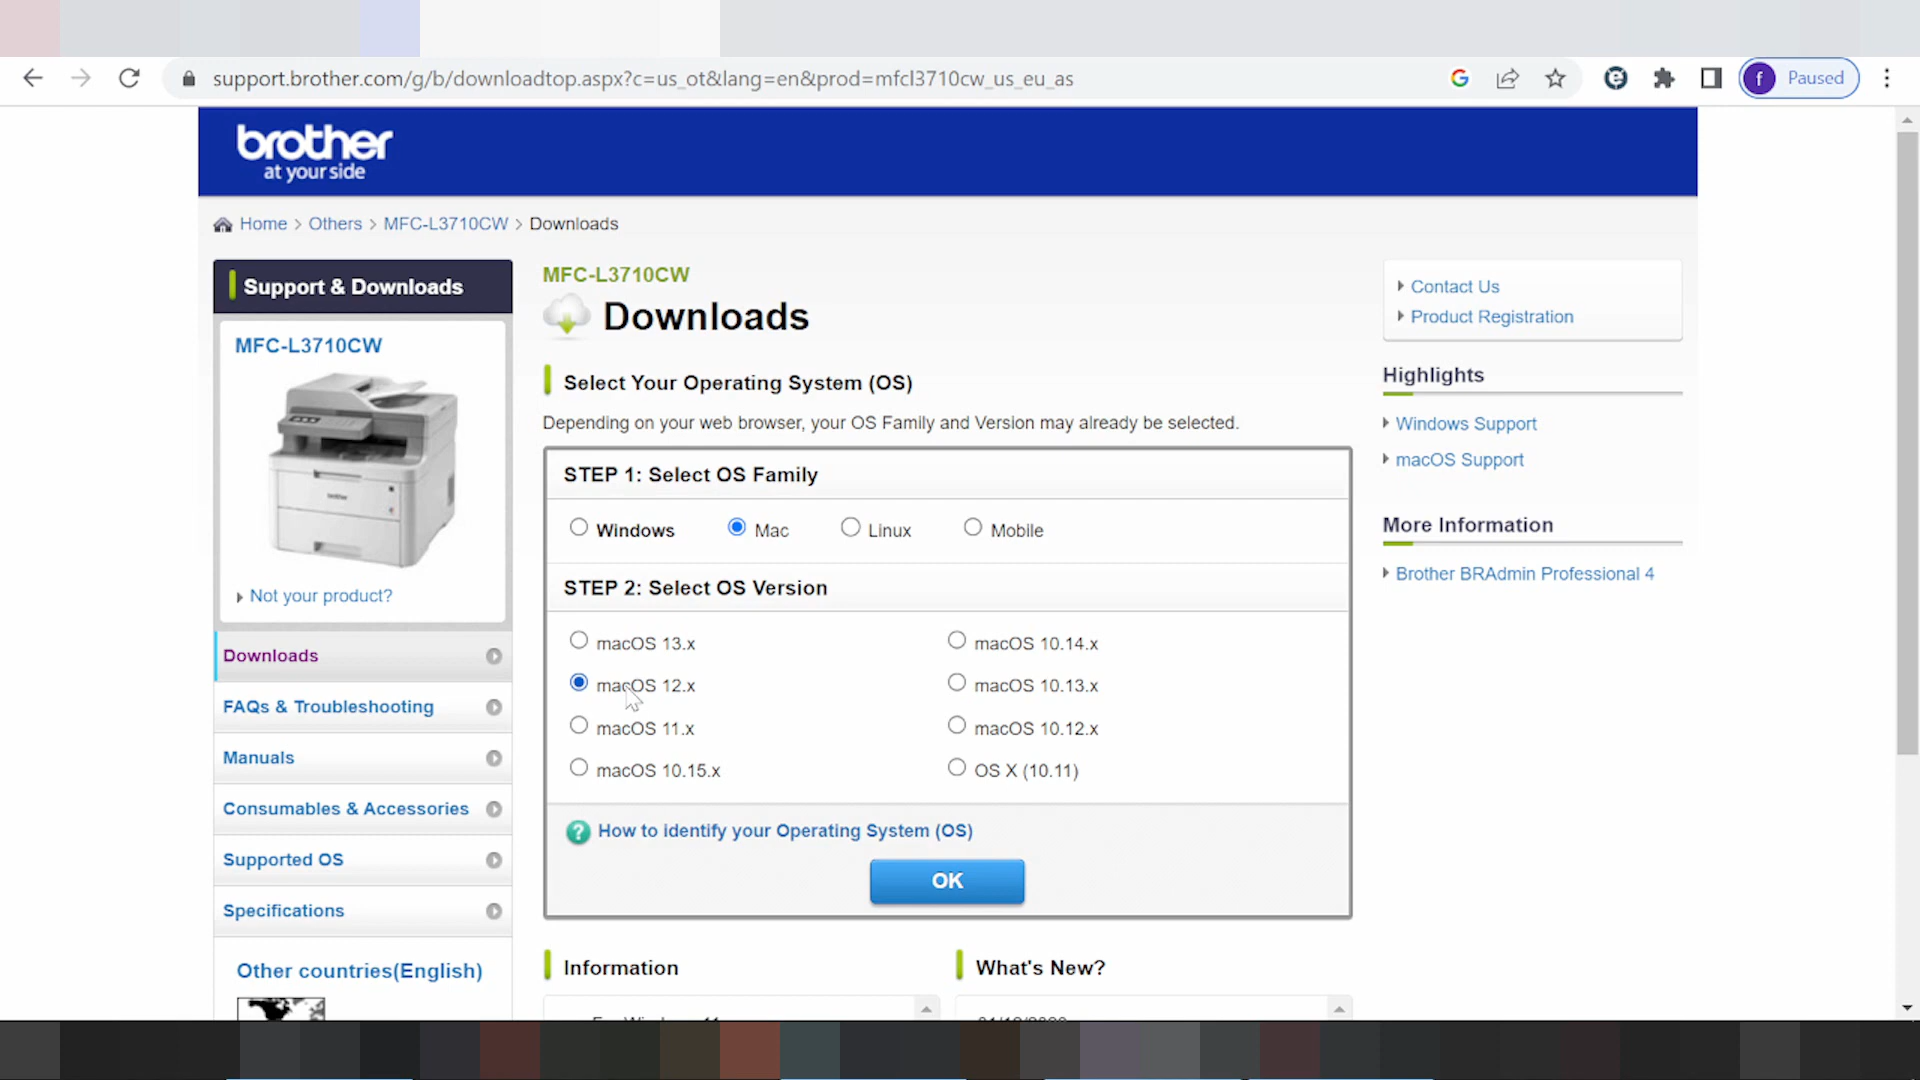 support.brother.com/g/b/downloadtop.aspx?c=us_ot&lang=en&prod=mfcl3710cw_us_eu_as
G
e
f
Paused
brother
at your side
Home > Others > MFC-L3710CW > Downloads
Support & Downloads
MFC-L3710CW
Not your product?
Downloads
FAQs & Troubleshooting
Manuals
Consumables & Accessories
Supported OS
Specifications
Other countries(English)
MFC-L3710CW
Downloads
Select Your Operating System (OS)
Depending on your web browser, your OS Family and Version may already be selected.
STEP 1: Select OS Family
Windows Mac Linux Mobile
STEP 2: Select OS Version
macOS 13.x macOS 10.14.x
macOS 12.x macOS 10.13.x
macOS 11.x macOS 10.12.x
macOS 10.15.x OS X (10.11)
? How to identify your Operating System (OS)
OK
Information
What's New?
Contact Us
Product Registration
Highlights
Windows Support
macOS Support
More Information
Brother BRAdmin Professional 4